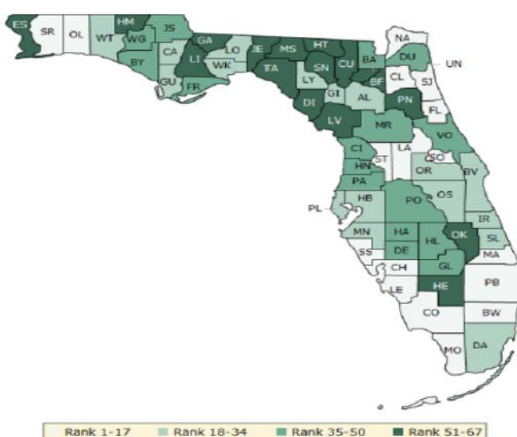 NA
ES SR OL WT HM JS WG BY CA GU GA LI LO WK FR JE MS TA HT SN LY CU BA BF DU UN
CL SJ
GI AL PN FL
DI LV
MR VO
CI LA
ST SO
HN OR BV
PA OS
PL HB PO
IR
MN HA HL OK SL
SS DE MA
GL
CH HE PB
LE
CO BW
MO DA
Rank 1-17 Rank 18-34 Rank 35-50 Rank 51-67